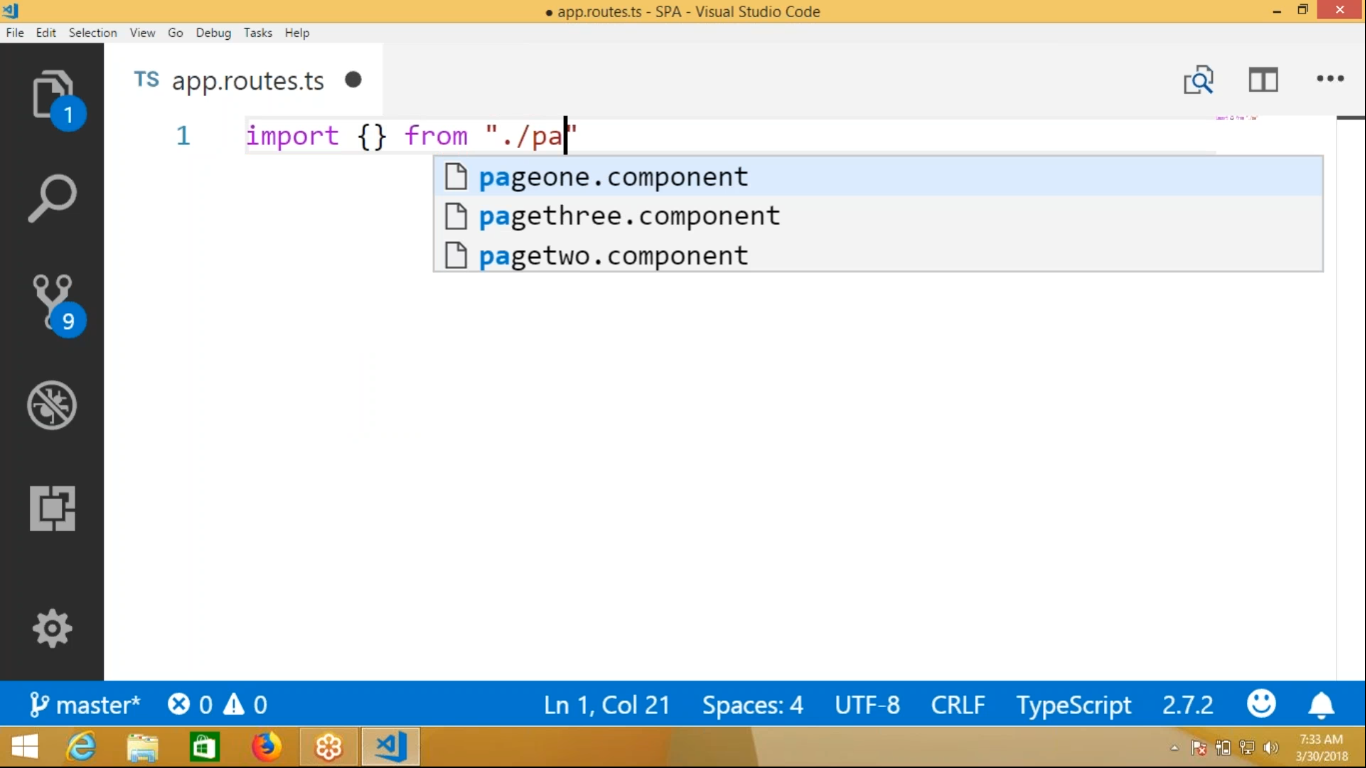 ● app.routes.ts - SPA - Visual Studio Code
File Edit Selection View Go Debug Tasks Help
TS app.routes.ts ●
1
1 import {} from "./pa"
pageone.component
pagethree.component
pagetwo.component
9
master* 0 0 Ln 1, Col 21 Spaces: 4 UTF-8 CRLF TypeScript 2.7.2
7:33 AM
3/30/2018